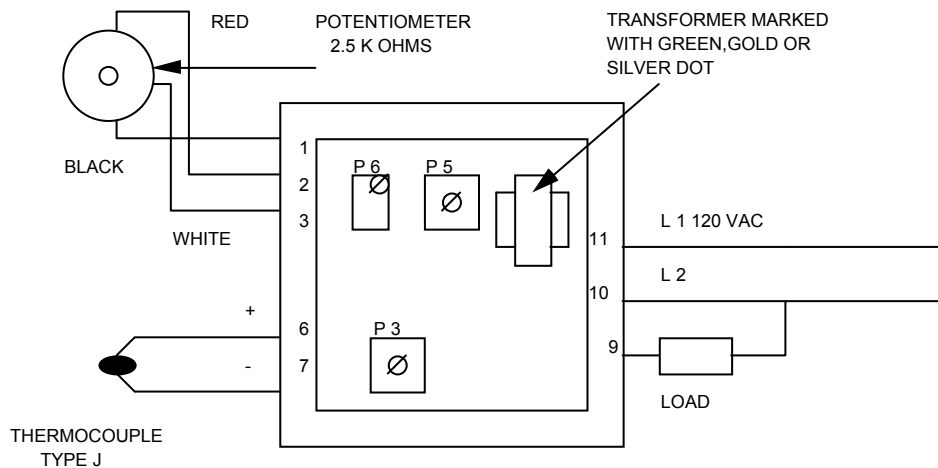 RED
POTENTIOMETER
2.5 K OHMS
TRANSFORMER MARKED
WITH GREEN,GOLD OR
SILVER DOT
BLACK
WHITE
1
2
3
P 6
P 5
11
L 1 120 VAC
L 2
10
+
6
-
7
P 3
9
LOAD
THERMOCOUPLE
TYPE J